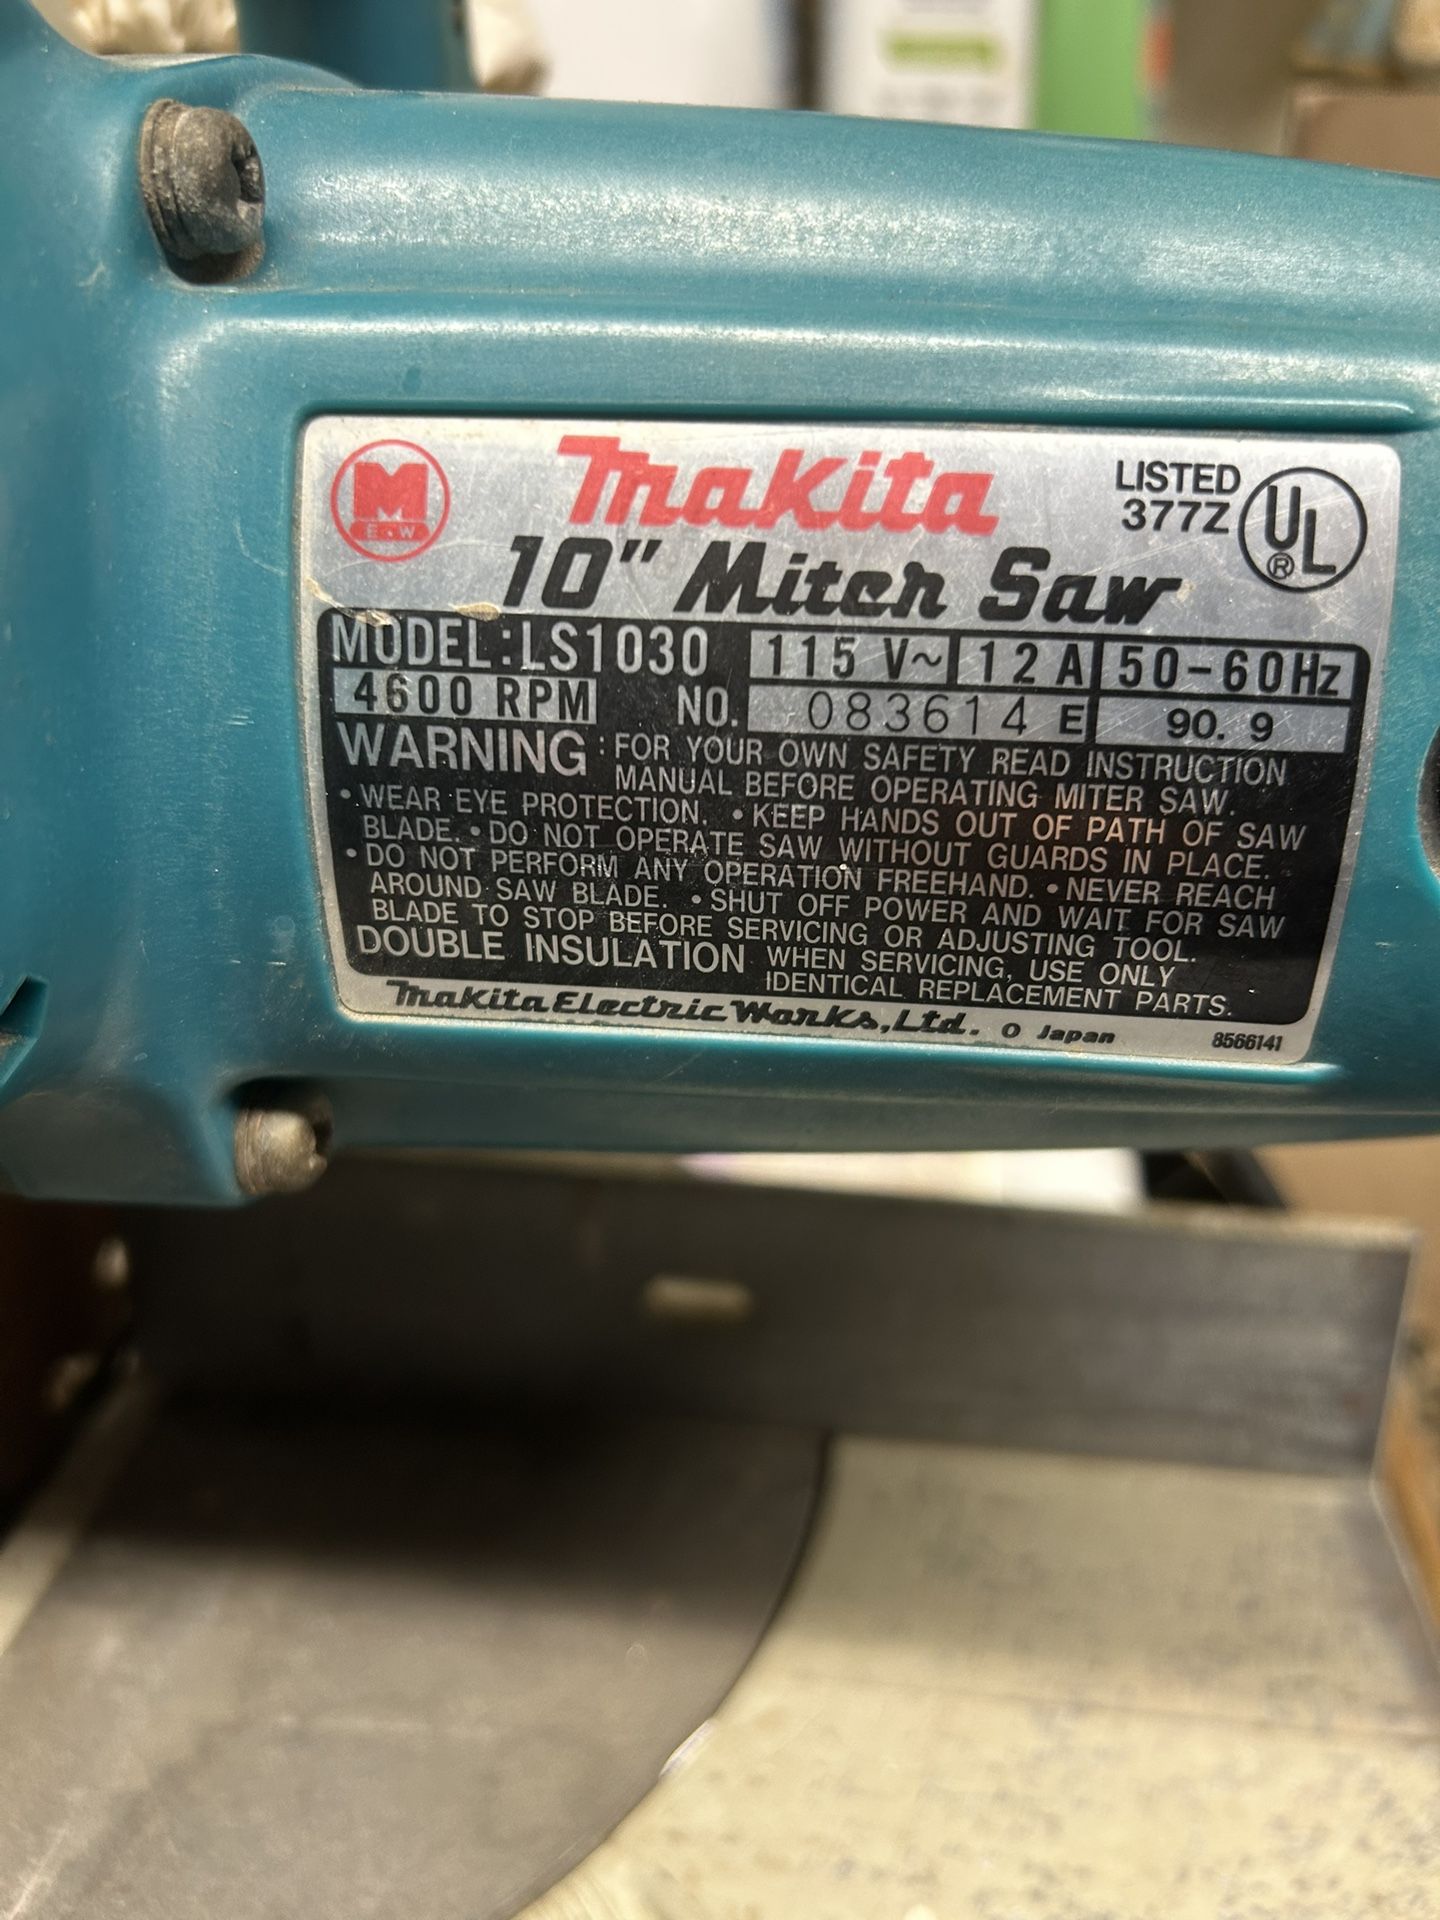 M
E.W
Makita
LISTED
377Z
UL
®
10" Miter Saw
MODEL:LS1030 115 V~ 12A 50-60Hz
4600 RPM NO. 083614 E 90. 9
WARNING : FOR YOUR OWN SAFETY READ INSTRUCTION
MANUAL BEFORE OPERATING MITER SAW.
• WEAR EYE PROTECTION. • KEEP HANDS OUT OF PATH OF SAW
BLADE. • DO NOT OPERATE SAW WITHOUT GUARDS IN PLACE.
• DO NOT PERFORM ANY OPERATION FREEHAND. • NEVER REACH
AROUND SAW BLADE. • SHUT OFF POWER AND WAIT FOR SAW
BLADE TO STOP BEFORE SERVICING OR ADJUSTING TOOL.
DOUBLE INSULATION WHEN SERVICING, USE ONLY
IDENTICAL REPLACEMENT PARTS.
Makita Electric Works, Ltd. O Japan 8566141